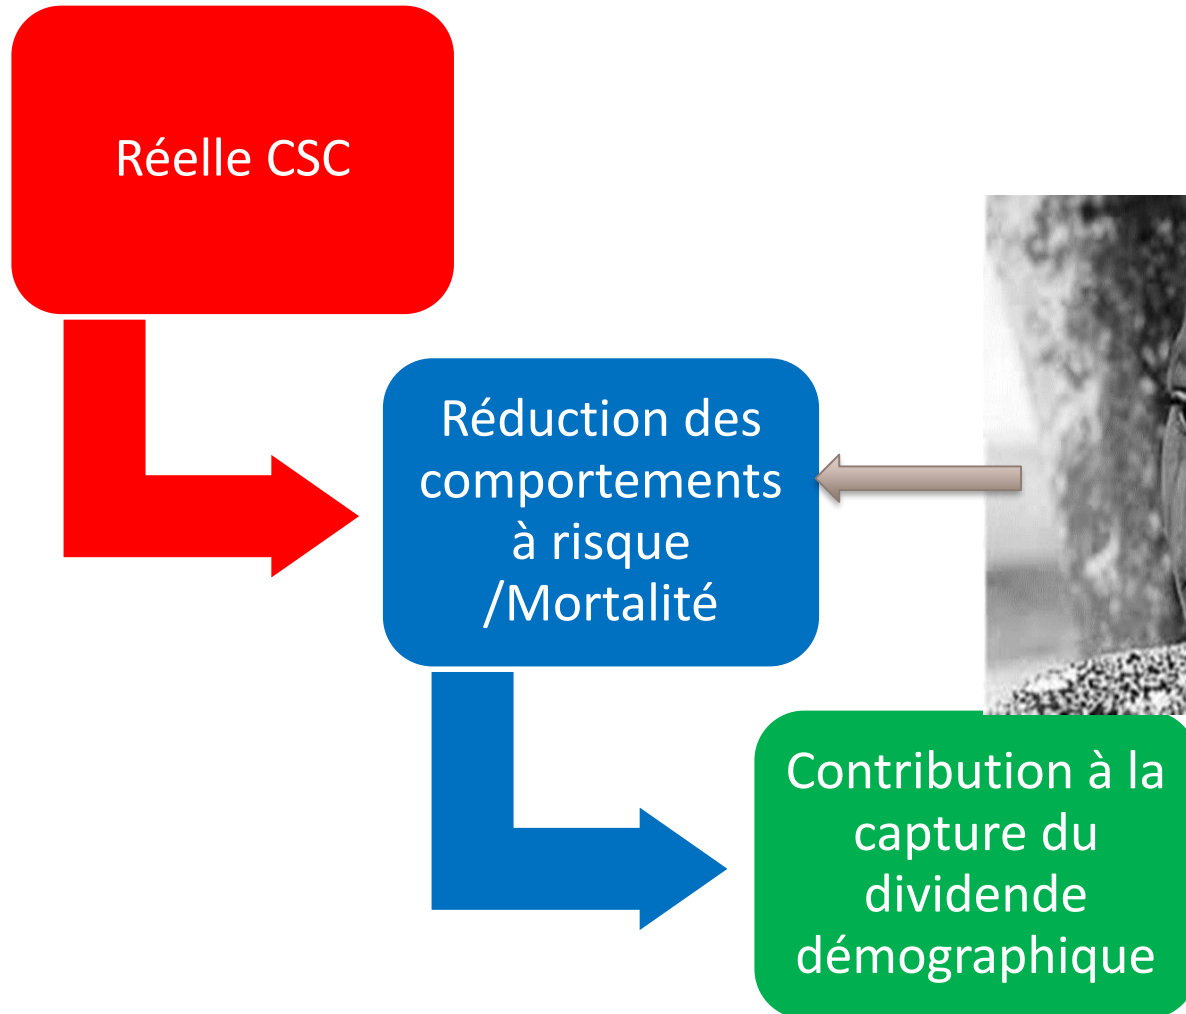 Réelle CSC
Réduction des
comportements
à risque
/Mortalité
Contribution à la
capture du
dividende
démographique